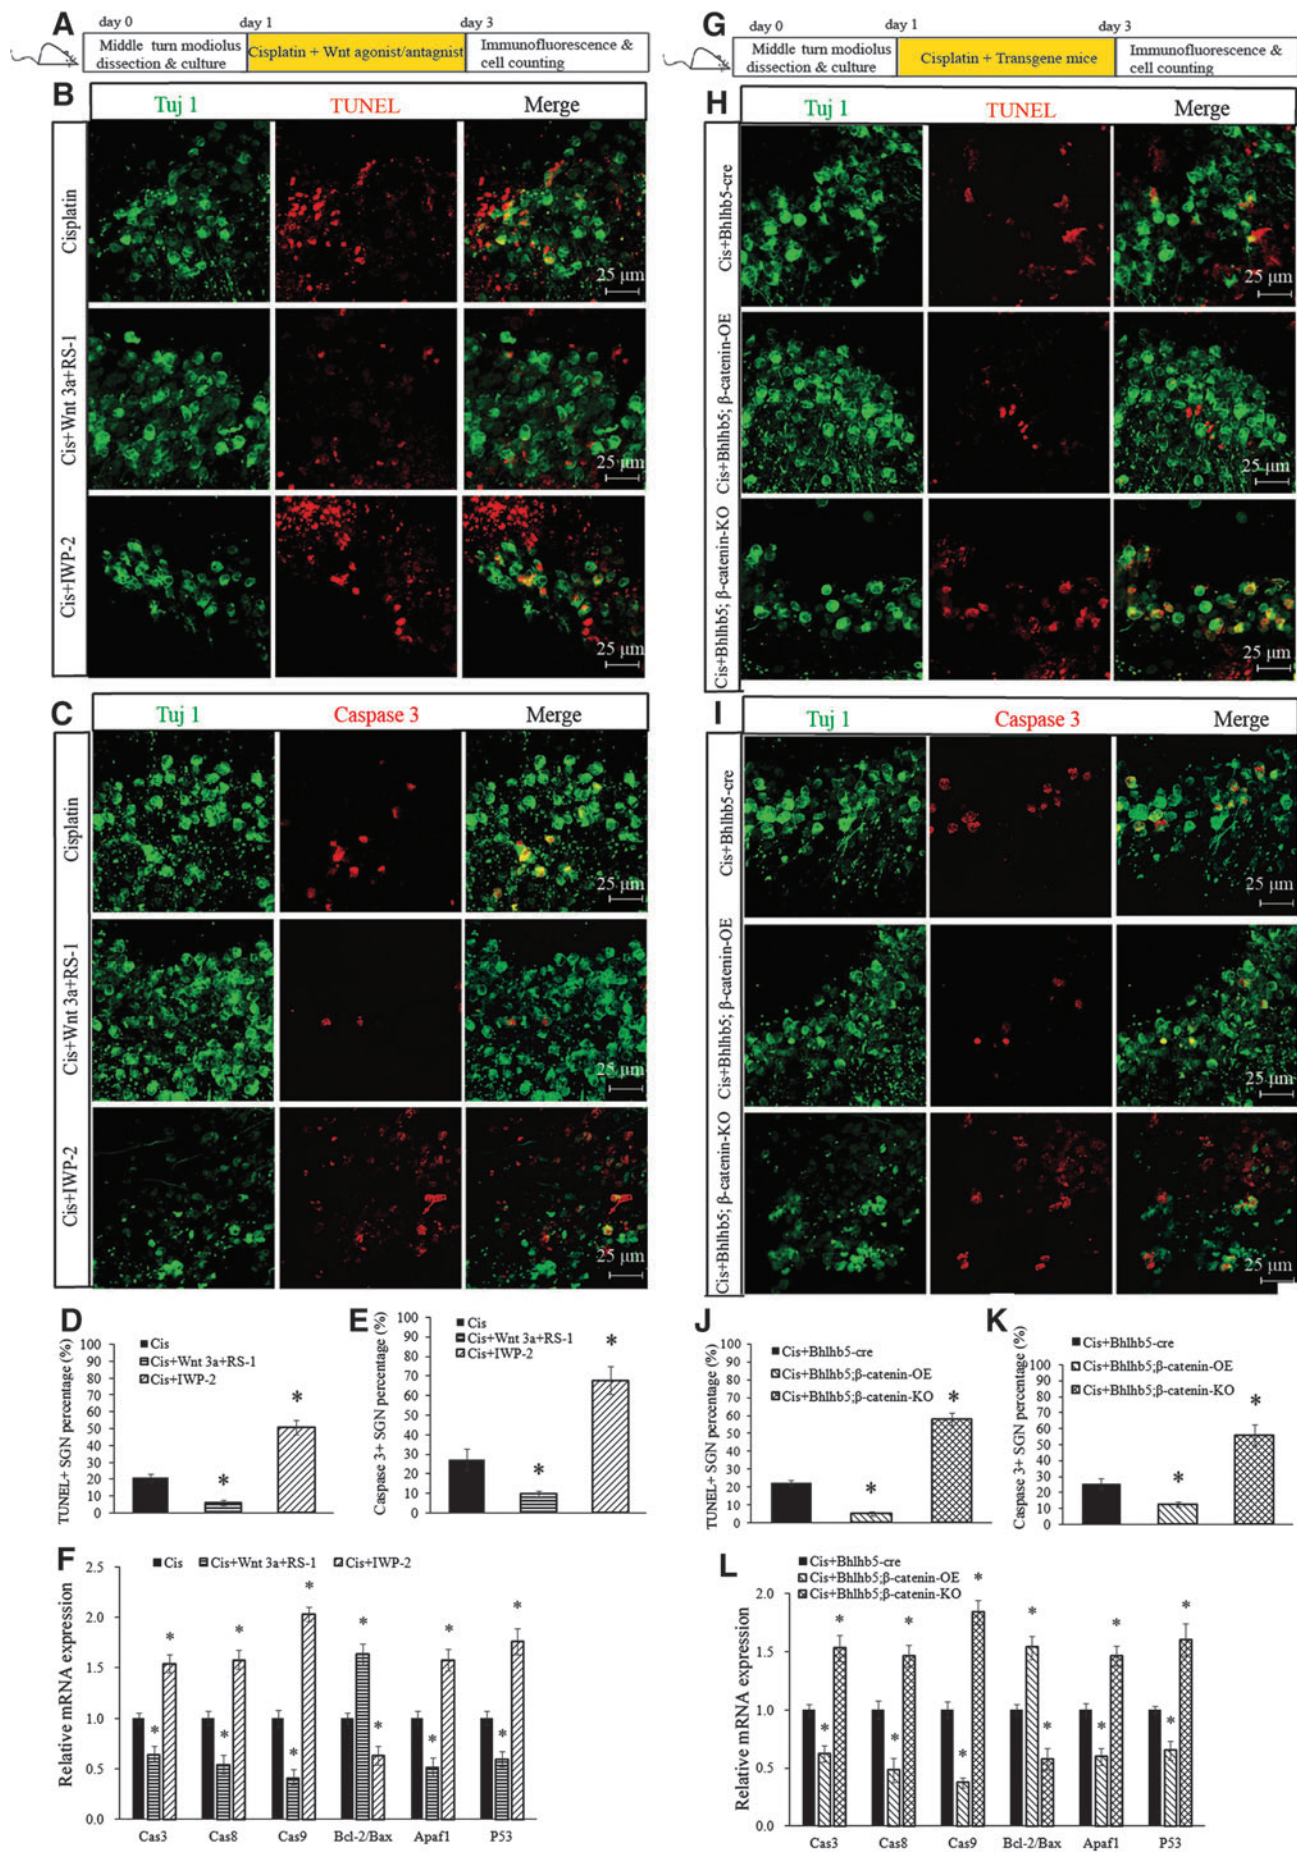 A
day 0
day 1
day 3
Middle turn modiolus
dissection & culture
Cisplatin + Wnt agonist/antagnist
Immunofluorescence &
cell counting
B
Tuj 1
TUNEL
Merge
Cisplatin
25 µm
Cis+Wnt 3a+RS-1
25 µm
Cis+IWP-2
25 µm
C
Tuj 1
Caspase 3
Merge
Cisplatin
25 µm
Cis+Wnt 3a+RS-1
25 µm
Cis+IWP-2
25 µm
D
TUNEL+ SGN percentage (%)
100
90
80
70
60
50
40
30
20
10
0
Cis
Cis+Wnt 3a+RS-1
Cis+IWP-2
*
*
E
Caspase 3+ SGN percentage (%)
100
90
80
70
60
50
40
30
20
10
0
Cis
Cis+Wnt 3a+RS-1
Cis+IWP-2
*
*
F
Cis
Cis+Wnt 3a+RS-1
Cis+IWP-2
Relative mRNA expression
2.5
2.0
1.5
1.0
0.5
0.0
* * * * * * * * * * * *
Cas3 Cas8 Cas9 Bcl-2/Bax Apaf1 P53
G
day 0
day 1
day 3
Middle turn modiolus
dissection & culture
Cisplatin + Transgene mice
Immunofluorescence &
cell counting
H
Tuj 1
TUNEL
Merge
Cis+Bhlhb5-cre
25 µm
Cis+Bhlhb5; β-catenin-OE
25 µm
Cis+Bhlhb5; β-catenin-KO
25 µm
I
Tuj 1
Caspase 3
Merge
Cis+Bhlhb5-cre
25 µm
Cis+Bhlhb5; β-catenin-OE
25 µm
Cis+Bhlhb5; β-catenin-KO
25 µm
J
TUNEL+ SGN percentage (%)
100
90
80
70
60
50
40
30
20
10
0
Cis+Bhlhb5-cre
Cis+Bhlhb5;β-catenin-OE
Cis+Bhlhb5;β-catenin-KO
*
*
K
Caspase 3+ SGN percentage (%)
100
90
80
70
60
50
40
30
20
10
0
Cis+Bhlhb5-cre
Cis+Bhlhb5;β-catenin-OE
Cis+Bhlhb5;β-catenin-KO
*
*
L
Cis+Bhlhb5-cre
Cis+Bhlhb5;β-catenin-OE
Cis+Bhlhb5;β-catenin-KO
Relative mRNA expression
2.0
1.5
1.0
0.5
0.0
* * * * * * * * * * * *
Cas3 Cas8 Cas9 Bcl-2/Bax Apaf1 P53